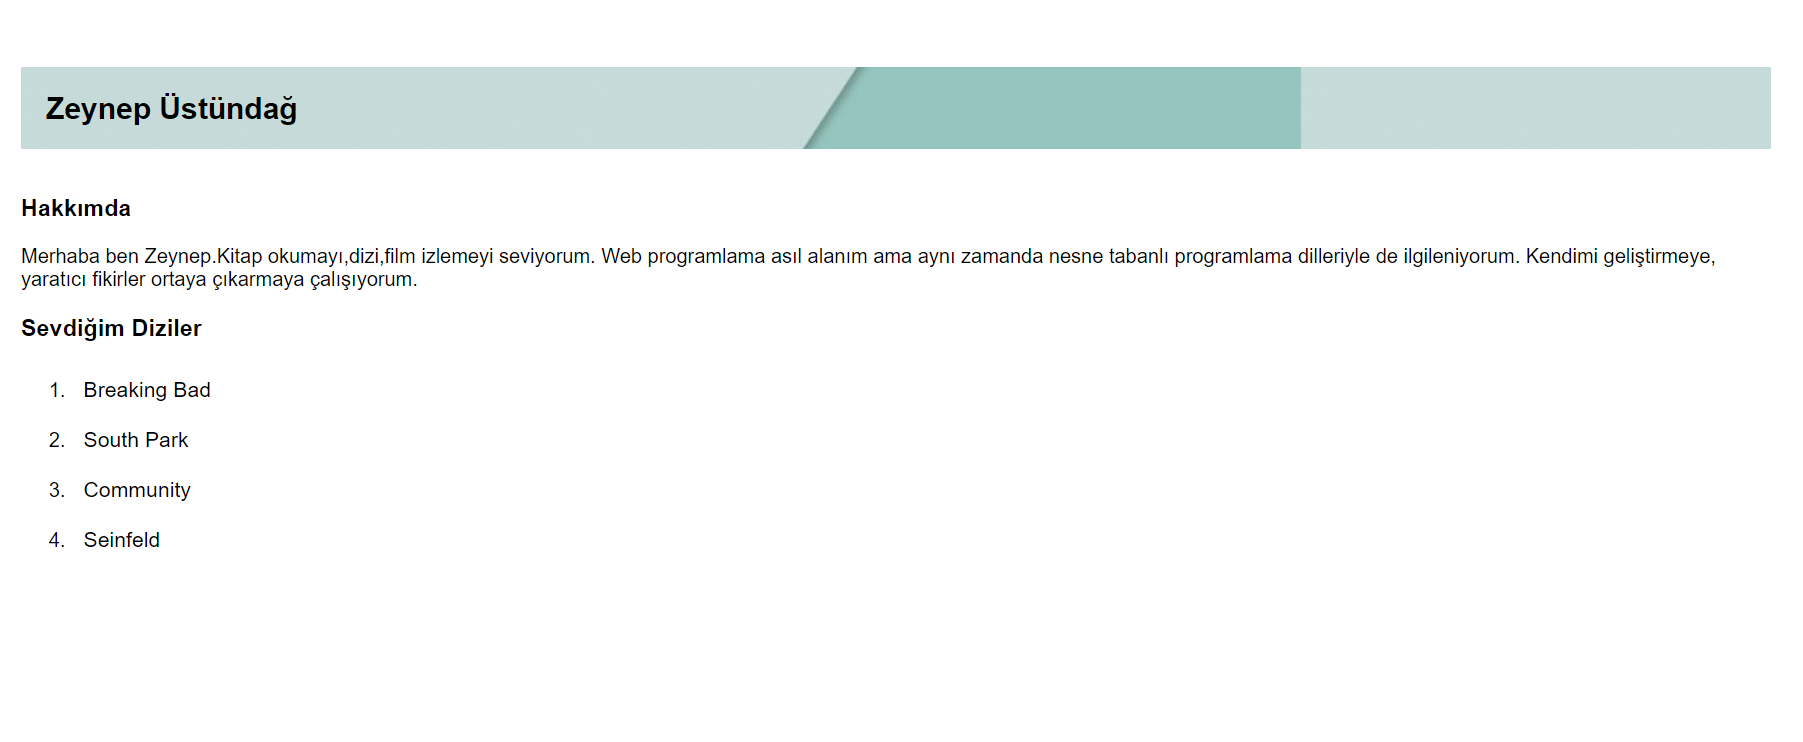 Zeynep Üstündağ
Hakkımda
Merhaba ben Zeynep.Kitap okumayı,dizi,film izlemeyi seviyorum. Web programlama asıl alanım ama aynı zamanda nesne tabanlı programlama dilleriyle de ilgileniyorum. Kendimi geliştirmeye,
yaratıcı fikirler ortaya çıkarmaya çalışıyorum.
Sevdiğim Diziler
1. Breaking Bad
2. South Park
3. Community
4. Seinfeld